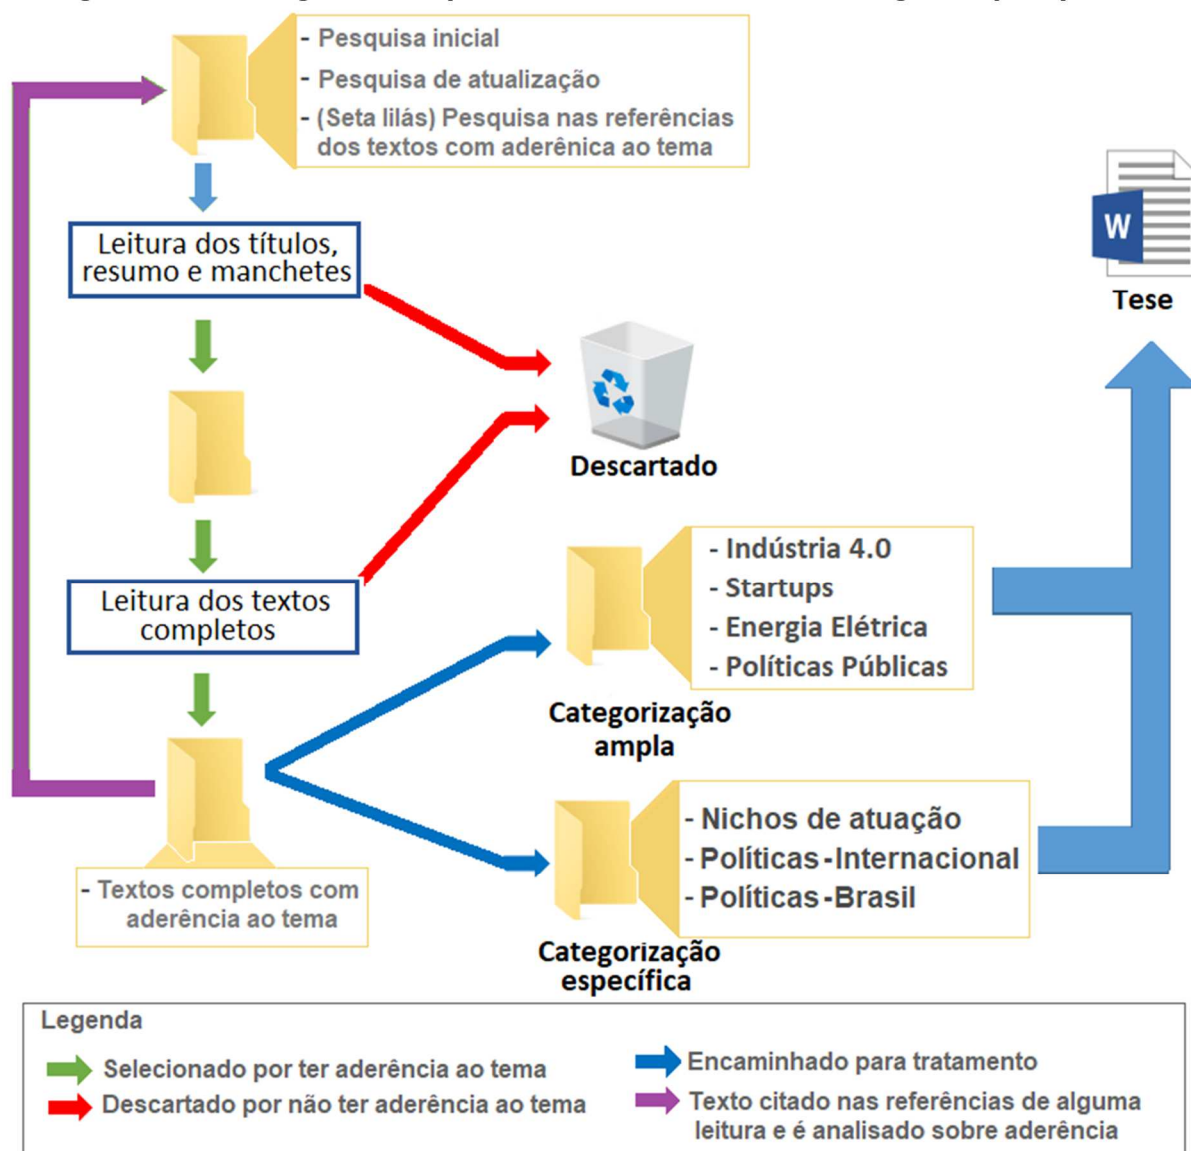 - Pesquisa inicial
- Pesquisa de atualização
- (Seta lilás) Pesquisa nas referências
dos textos com aderênica ao tema
Leitura dos títulos,
resumo e manchetes
W
Tese
Descartado
Leitura dos textos
completos
- Indústria 4.0
- Startups
- Energia Elétrica
- Políticas Públicas
Categorização
ampla
- Textos completos com
aderência ao tema
- Nichos de atuação
- Políticas-Internacional
- Políticas-Brasil
Categorização
específica
Legenda
Selecionado por ter aderência ao tema
Descartado por não ter aderência ao tema
Encaminhado para tratamento
Texto citado nas referências de alguma
leitura e é analisado sobre aderência